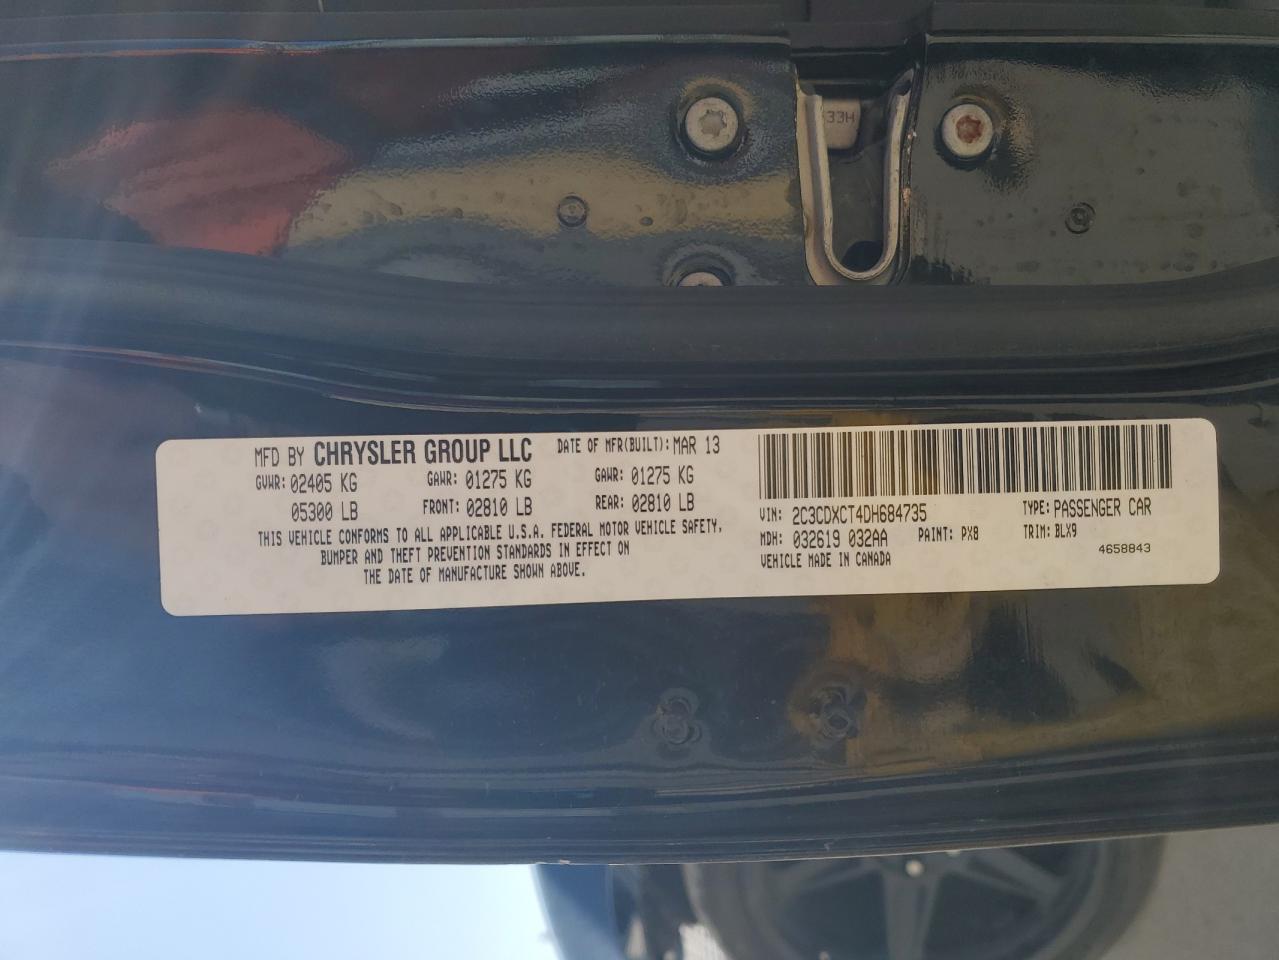 33H
MFD BY CHRYSLER GROUP LLC DATE OF MFR(BUILT): MAR 13
GVWR: 02405 KG GAWR: 01275 KG GAWR: 01275 KG
05300 LB FRONT: 02810 LB REAR: 02810 LB
THIS VEHICLE CONFORMS TO ALL APPLICABLE U.S.A. FEDERAL MOTOR VEHICLE SAFETY,
BUMPER AND THEFT PREVENTION STANDARDS IN EFFECT ON
THE DATE OF MANUFACTURE SHOWN ABOVE.
VIN: 2C3CDXCT4DH684735 TYPE: PASSENGER CAR
MDH: 032619 032AA PAINT: PX8 TRIM: BLX9
VEHICLE MADE IN CANADA 4658843